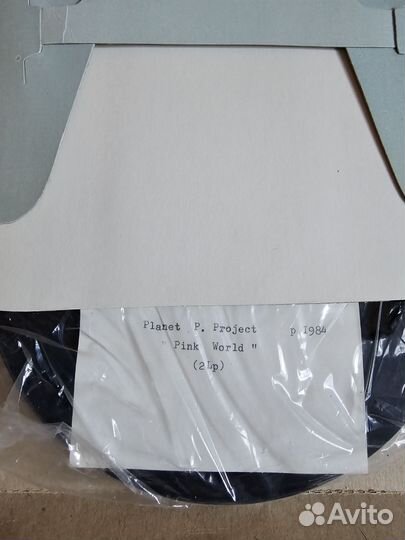 Planet P. Project p.1984
" Pink World "
(2Lp)
Avito